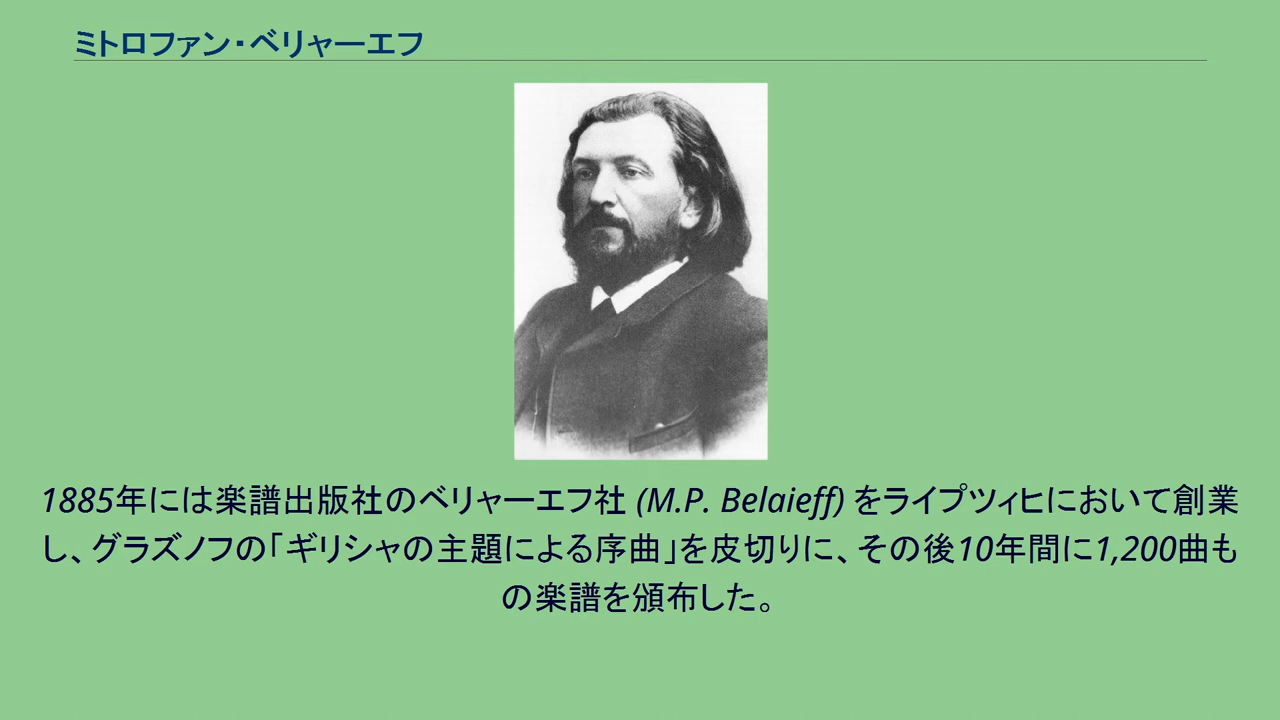 ミトロファン・ベリャーエフ
1885年には楽譜出版社のベリャーエフ社 (M.P. Belaieff) をライプツィヒにおいて創業
し、グラズノフの「ギリシャの主題による序曲」を皮切りに、その後10年間に1,200曲も
の楽譜を頒布した。